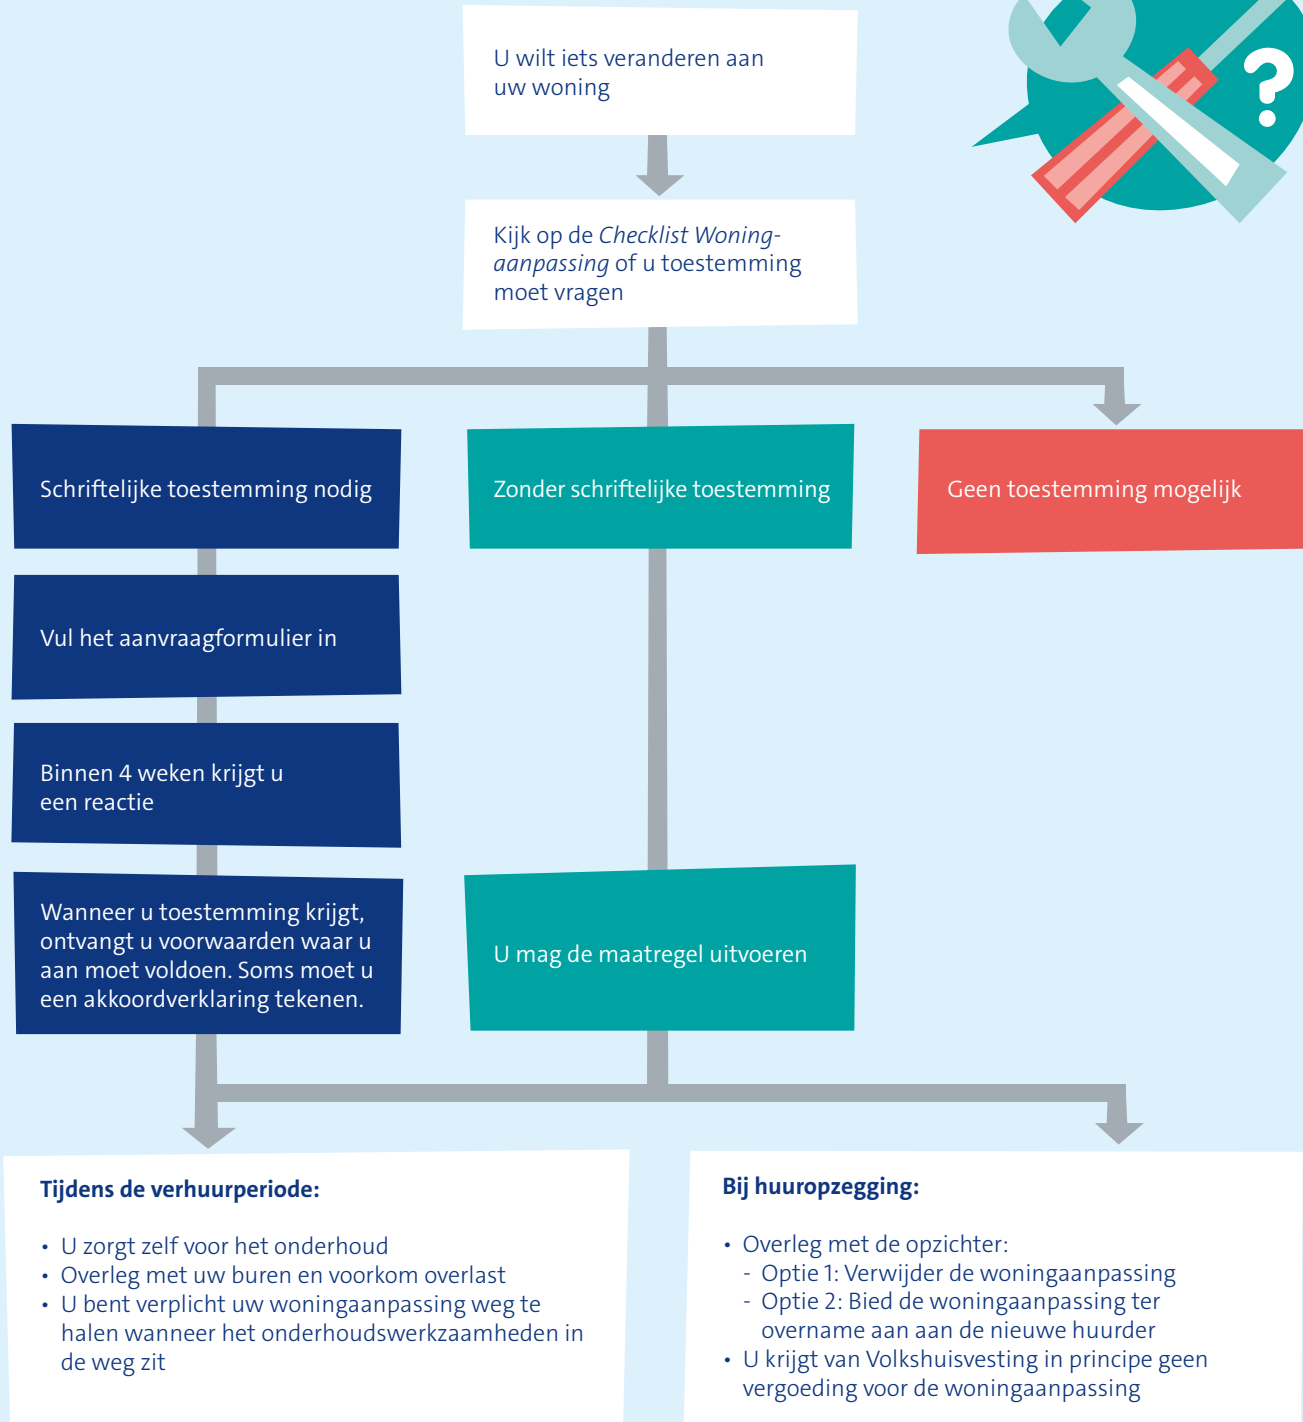 U wilt iets veranderen aan
uw woning
?
Kijk op de Checklist Woning-
aanpassing of u toestemming
moet vragen
Schriftelijke toestemming nodig
Zonder schriftelijke toestemming
Geen toestemming mogelijk
Vul het aanvraagformulier in
Binnen 4 weken krijgt u
een reactie
Wanneer u toestemming krijgt,
ontvangt u voorwaarden waar u
aan moet voldoen. Soms moet u
een akkoordverklaring tekenen.
U mag de maatregel uitvoeren
Tijdens de verhuurperiode:
• U zorgt zelf voor het onderhoud
• Overleg met uw buren en voorkom overlast
• U bent verplicht uw woningaanpassing weg te
halen wanneer het onderhoudswerkzaamheden in
de weg zit
Bij huuropzegging:
• Overleg met de opzichter:
- Optie 1: Verwijder de woningaanpassing
- Optie 2: Bied de woningaanpassing ter
overname aan aan de nieuwe huurder
• U krijgt van Volkshuisvesting in principe geen
vergoeding voor de woningaanpassing